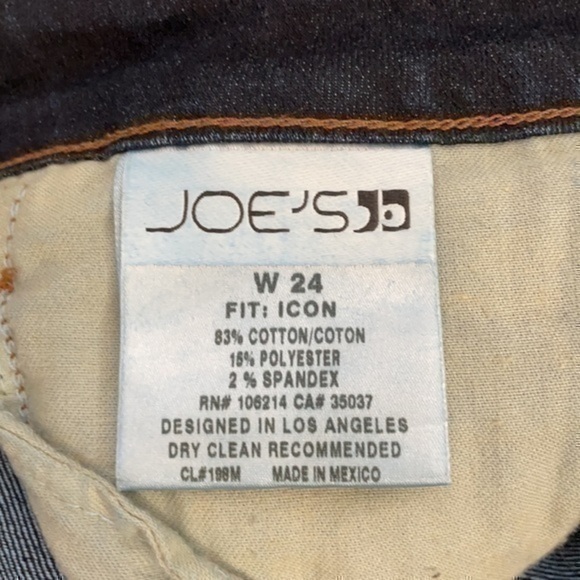 JOE'S
W 24
FIT: ICON
83% COTTON/COTON
15% POLYESTER
2 % SPANDEX
RN# 106214 CA# 35037
DESIGNED IN LOS ANGELES
DRY CLEAN RECOMMENDED
CL#198M MADE IN MEXICO